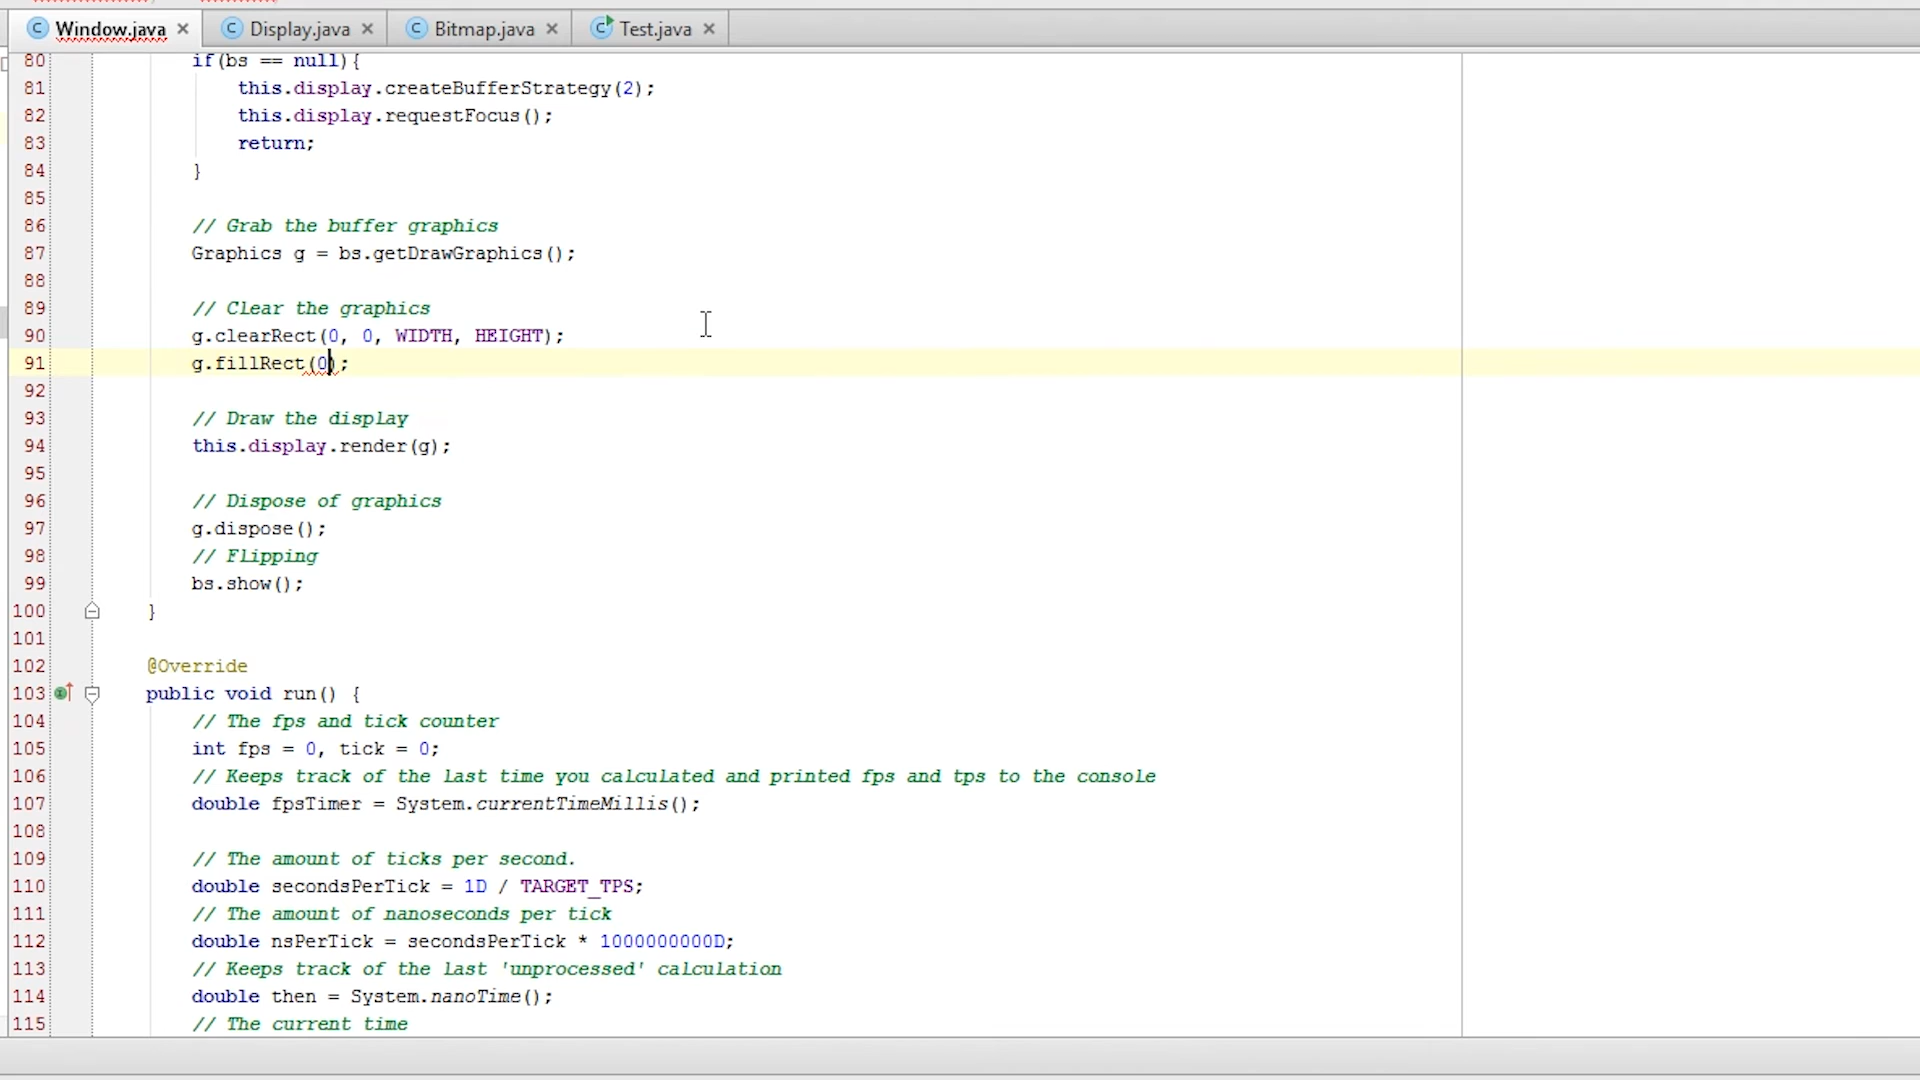 Window.java Display.java Bitmap.java Test.java
80 if(bs == null){
81 this.display.createBufferStrategy(2);
82 this.display.requestFocus();
83 return;
84 }
85
86 // Grab the buffer graphics
87 Graphics g = bs.getDrawGraphics();
88
89 // Clear the graphics
90 g.clearRect(0, 0, WIDTH, HEIGHT);
91 g.fillRect(0);
92
93 // Draw the display
94 this.display.render(g);
95
96 // Dispose of graphics
97 g.dispose();
98 // Flipping
99 bs.show();
100 }
101
102 @Override
103 public void run() {
104 // The fps and tick counter
105 int fps = 0, tick = 0;
106 // Keeps track of the last time you calculated and printed fps and tps to the console
107 double fpsTimer = System.currentTimeMillis();
108
109 // The amount of ticks per second.
110 double secondsPerTick = 1D / TARGET_TPS;
111 // The amount of nanoseconds per tick
112 double nsPerTick = secondsPerTick * 1000000000D;
113 // Keeps track of the last 'unprocessed' calculation
114 double then = System.nanoTime();
115 // The current time